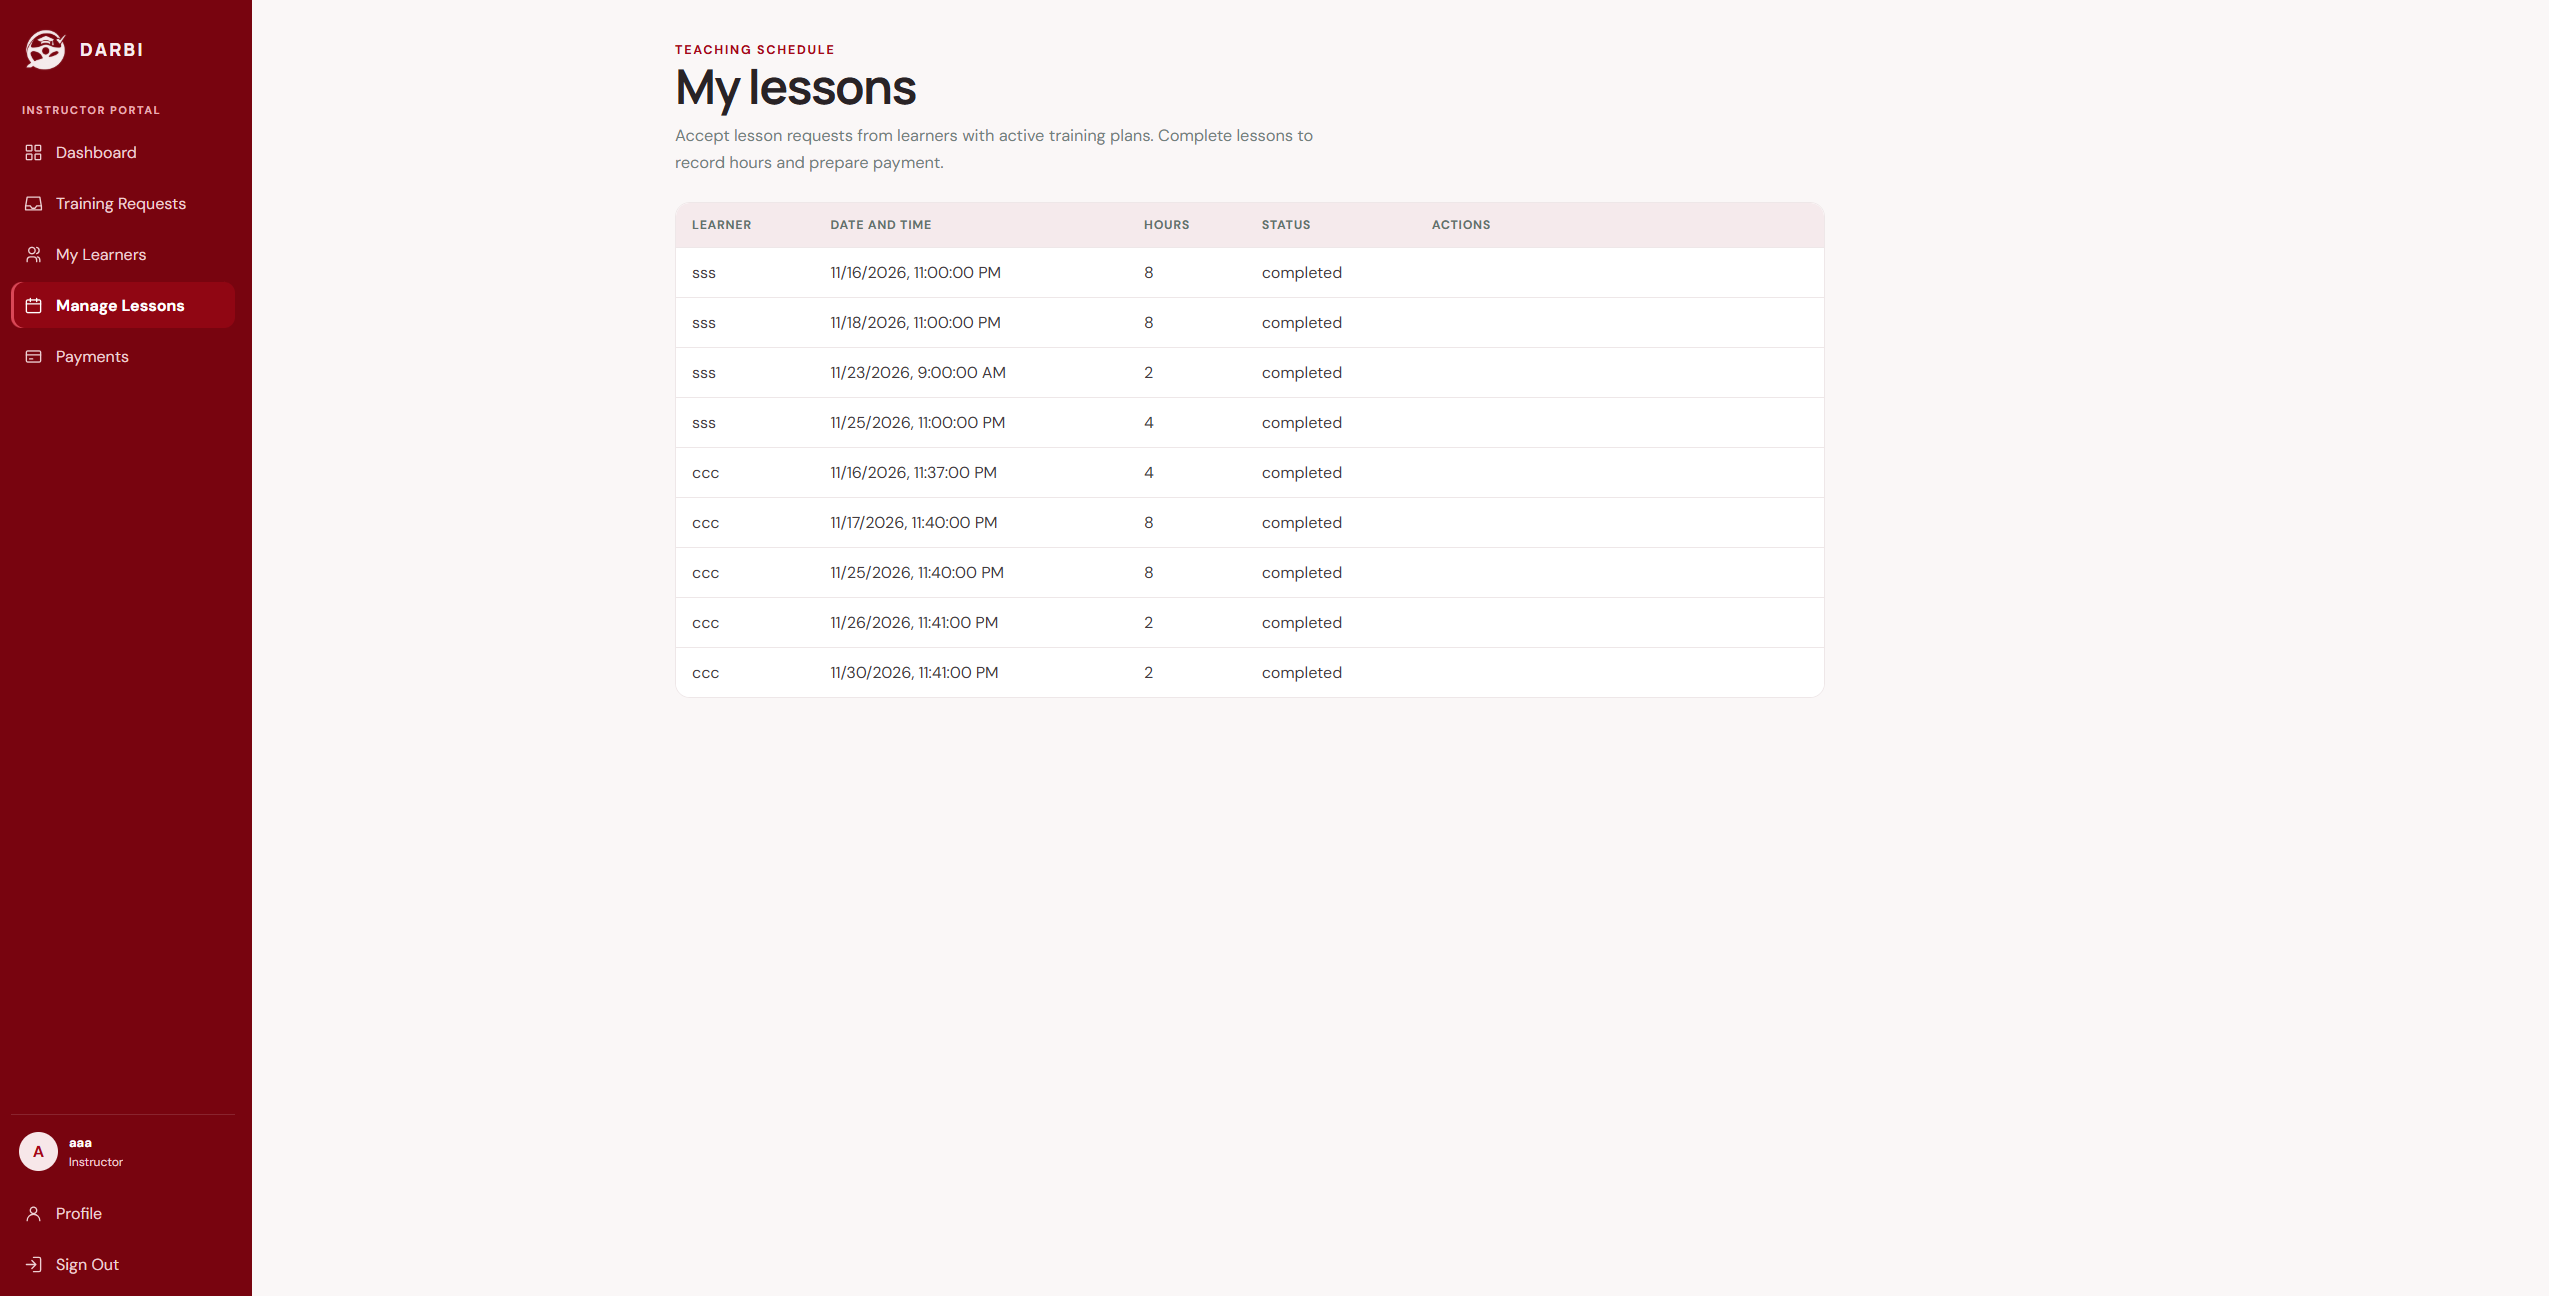 DARBI
INSTRUCTOR PORTAL
Dashboard
Training Requests
My Learners
Manage Lessons
Payments
A
aaa
Instructor
Profile
Sign Out
TEACHING SCHEDULE
My lessons
Accept lesson requests from learners with active training plans. Complete lessons to
record hours and prepare payment.
LEARNER DATE AND TIME HOURS STATUS ACTIONS
sss 11/16/2026, 11:00:00 PM 8 completed
sss 11/18/2026, 11:00:00 PM 8 completed
sss 11/23/2026, 9:00:00 AM 2 completed
sss 11/25/2026, 11:00:00 PM 4 completed
ccc 11/16/2026, 11:37:00 PM 4 completed
ccc 11/17/2026, 11:40:00 PM 8 completed
ccc 11/25/2026, 11:40:00 PM 8 completed
ccc 11/26/2026, 11:41:00 PM 2 completed
ccc 11/30/2026, 11:41:00 PM 2 completed